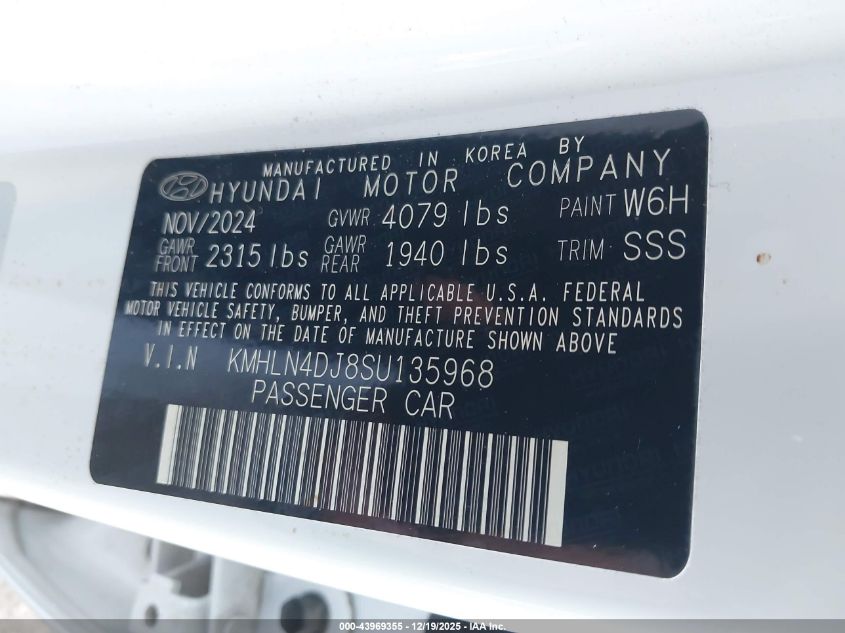 MANUFACTURED IN KOREA BY
HYUNDAI MOTOR COMPANY
NOV/2024 GVWR 4079 lbs PAINT W6H
GAWR FRONT 2315 lbs GAWR REAR 1940 lbs TRIM SSS
THIS VEHICLE CONFORMS TO ALL APPLICABLE U.S.A. FEDERAL
MOTOR VEHICLE SAFETY, BUMPER, AND THEFT PREVENTION STANDARDS
IN EFFECT ON THE DATE OF MANUFACTURE SHOWN ABOVE
V.I.N KMHLN4DJ8SU135968
PASSENGER CAR
000-43969355 - 12/19/2025 - IAA Inc.